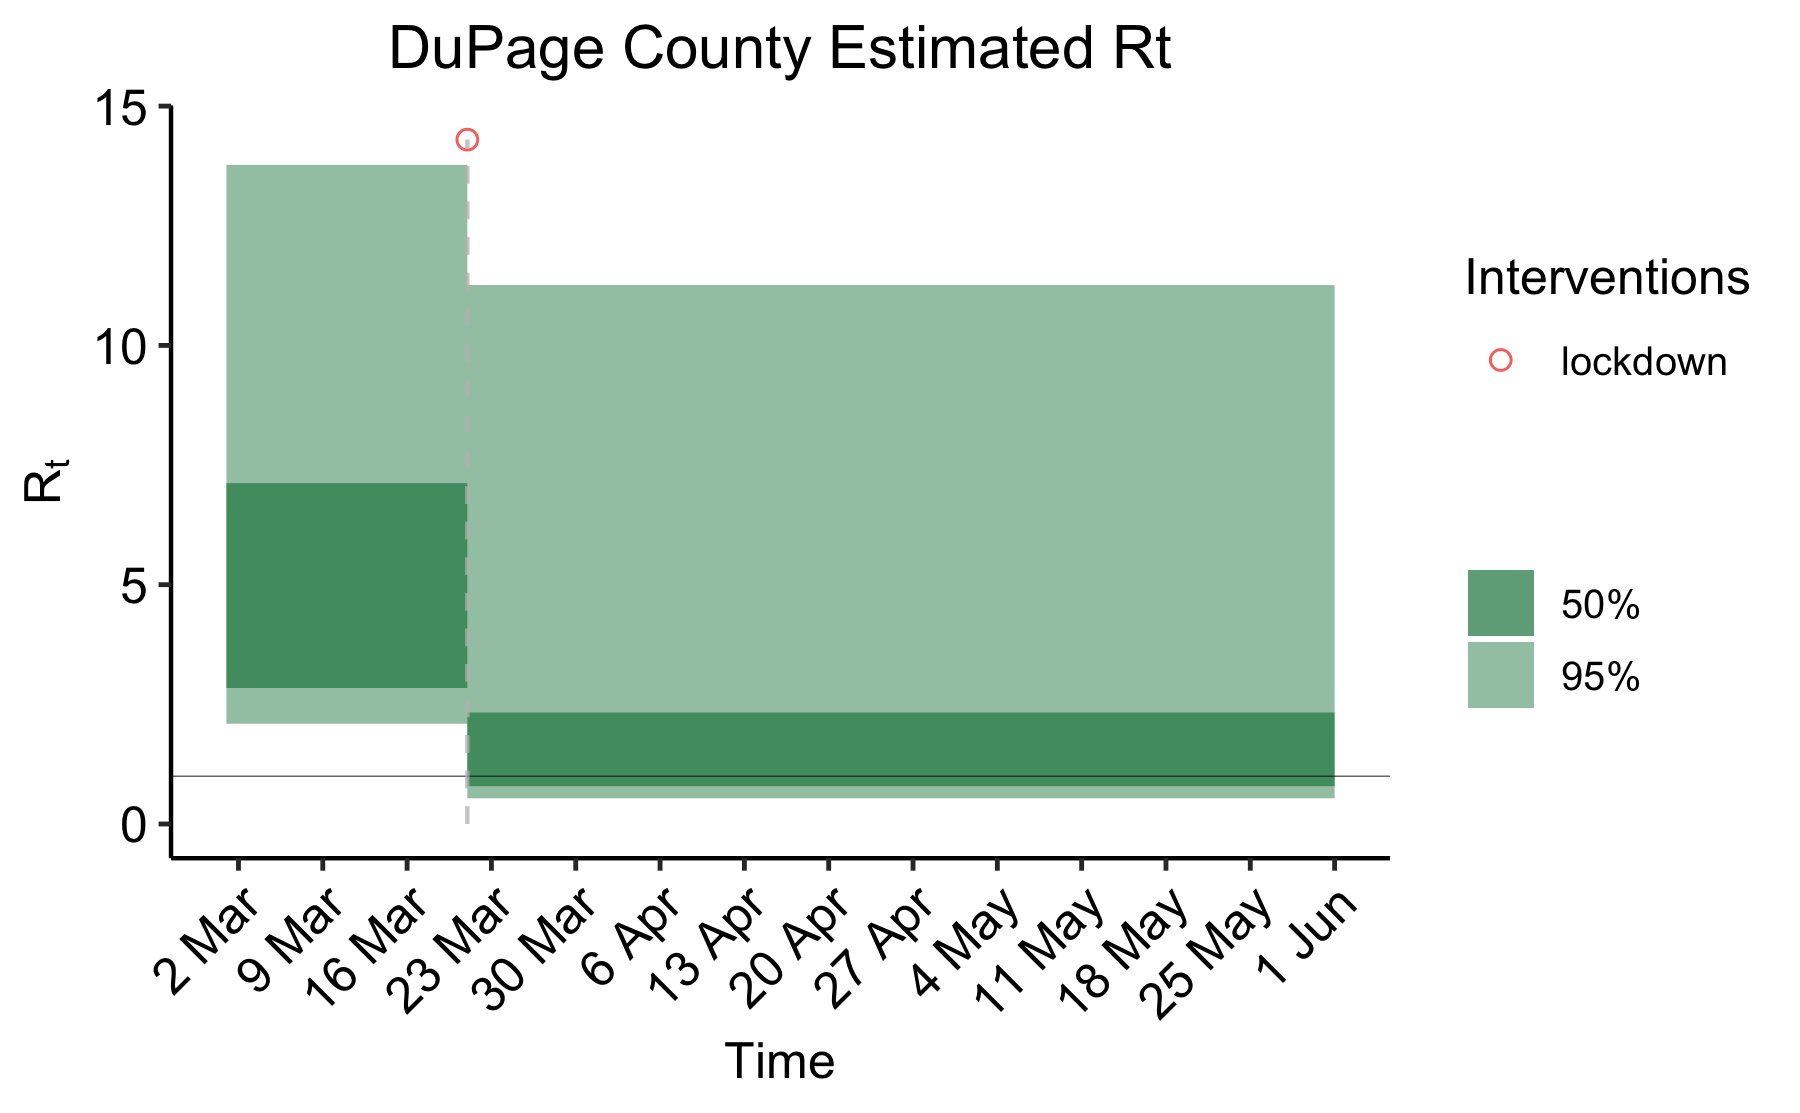 DuPage County Estimated Rt
15
10
5
0
Rt
2 Mar
9 Mar
16 Mar
23 Mar
30 Mar
6 Apr
13 Apr
20 Apr
27 Apr
4 May
11 May
18 May
25 May
1 Jun
Time
Interventions
lockdown
50%
95%